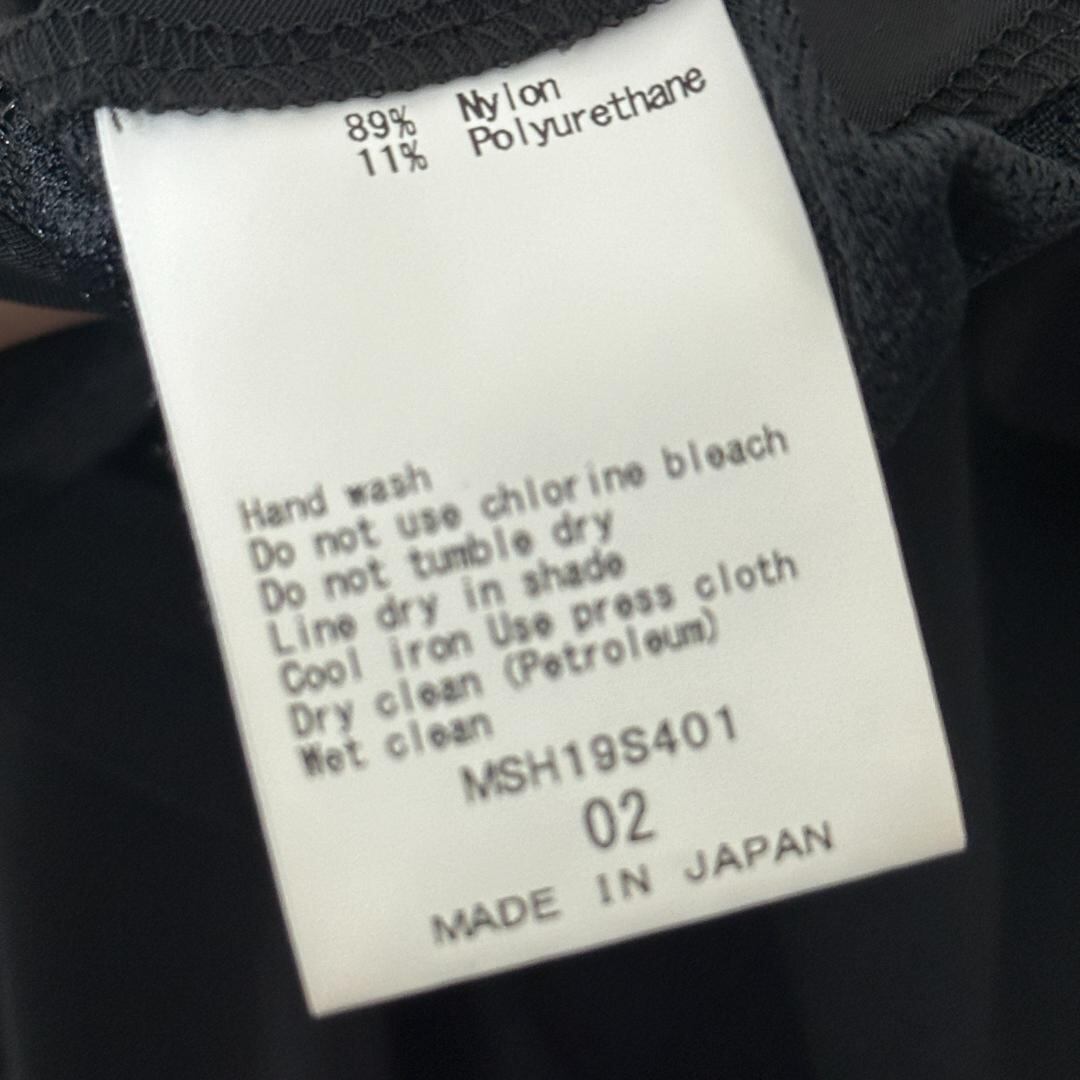 89% Nylon
11% Polyurethane
Hand wash
Do not use chlorine bleach
Do not tumble dry
Line dry in shade
Cool iron Use press cloth
Dry clean (Petroleum)
Wet clean
MSH19S401
02
MADE IN JAPAN